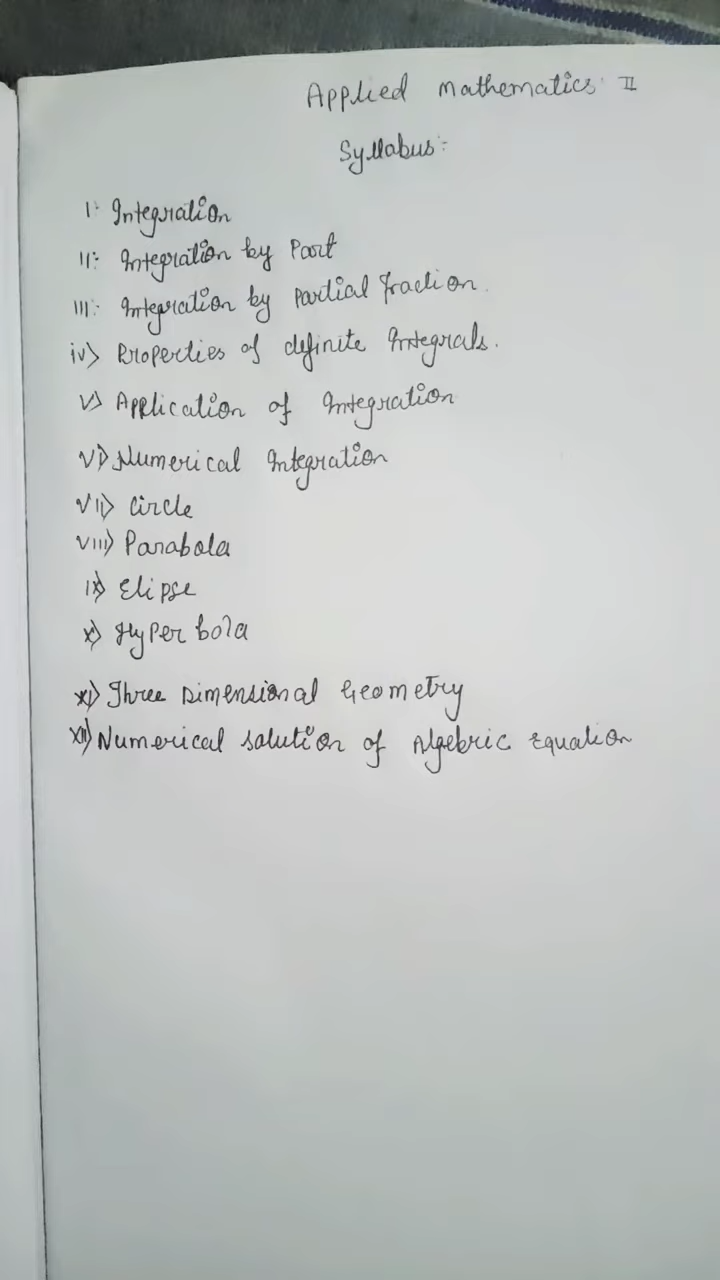 Applied Mathematics II
Syllabus:-
I:- Integration
II:- Integration by Part
III:- Integration by Partial fraction.
iv) Properties of definite Integrals.
V) Application of Integration
VI) Numerical Integration
VII) Circle
VIII) Parabola
IX) Elipse
X) Hyperbola
XI) Three Dimensional Geometry
XII) Numerical solution of Algebric Equation